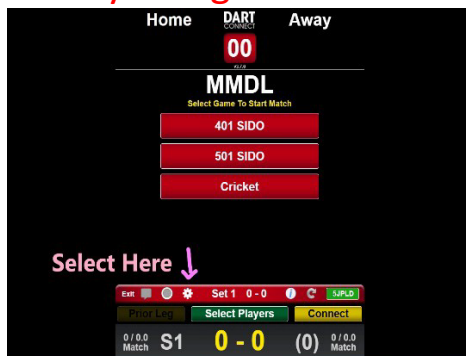 Home DART CONNECT Away
00
MMDL
Select Game To Start Match
401 SIDO
501 SIDO
Cricket
Select Here
Exit Set 1 0 - 0 i C 5JPLD
Prior Leg Select Players Connect
0 / 0.0 Match S1 0 - 0 (0) 0 / 0.0 Match